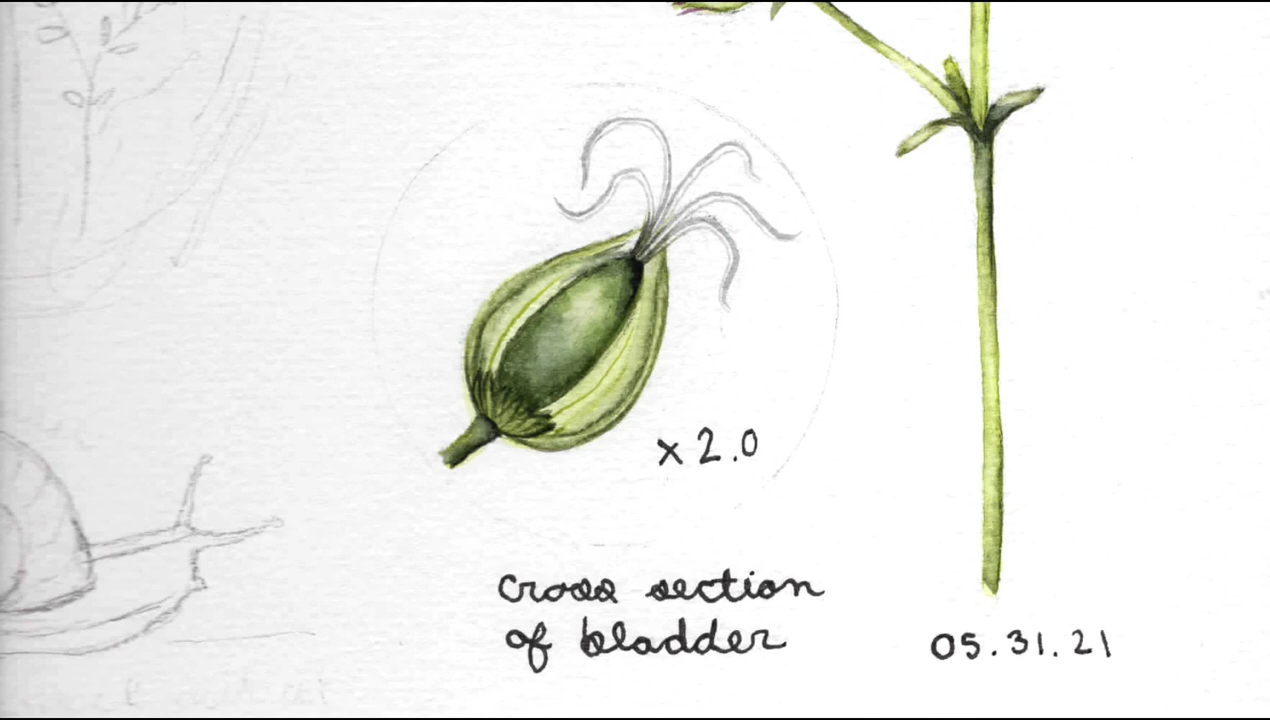 x 2.0
cross section
of bladder
05.31.21